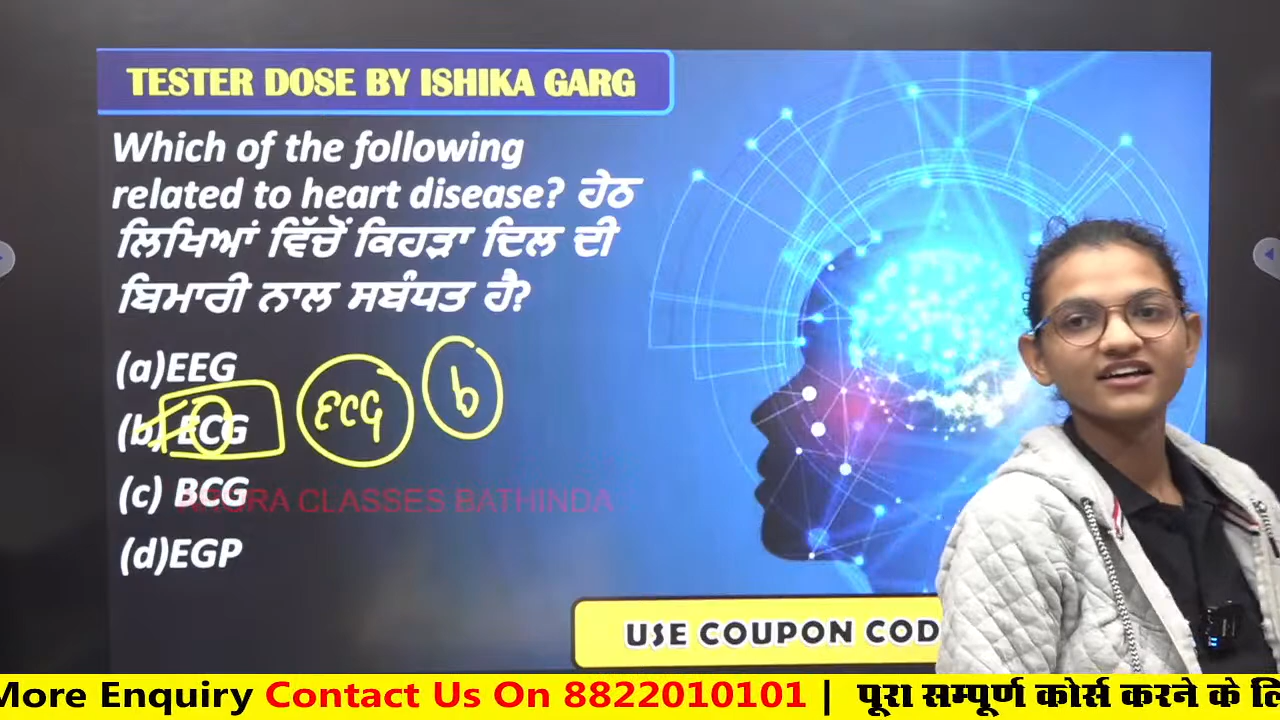 TESTER DOSE BY ISHIKA GARG
Which of the following
related to heart disease? ਹੇਠ
ਲਿਖਿਆਂ ਵਿੱਚੋਂ ਕਿਹੜਾ ਦਿਲ ਦੀ
ਬਿਮਾਰੀ ਨਾਲ ਸਬੰਧਤ ਹੈ?
(a)EEG
(b) ECG
ECG
b
(c) BCG
CLASSES BATHINDA
(d)EGP
USE COUPON COD
More Enquiry Contact Us On 8822010101 | पूरा सम्पूर्ण कोर्स करने के लि